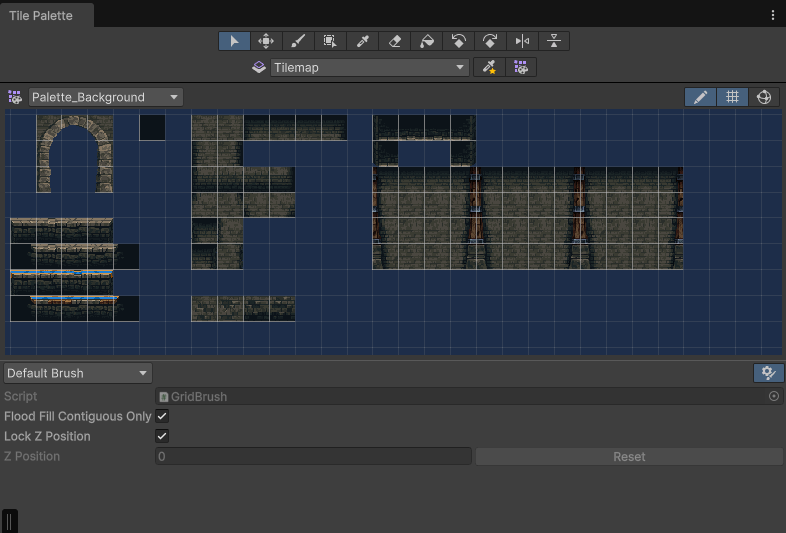 Tile Palette
Tilemap
Palette_Background
Default Brush
Script
GridBrush
Flood Fill Contiguous Only
Lock Z Position
Z Position
0
Reset